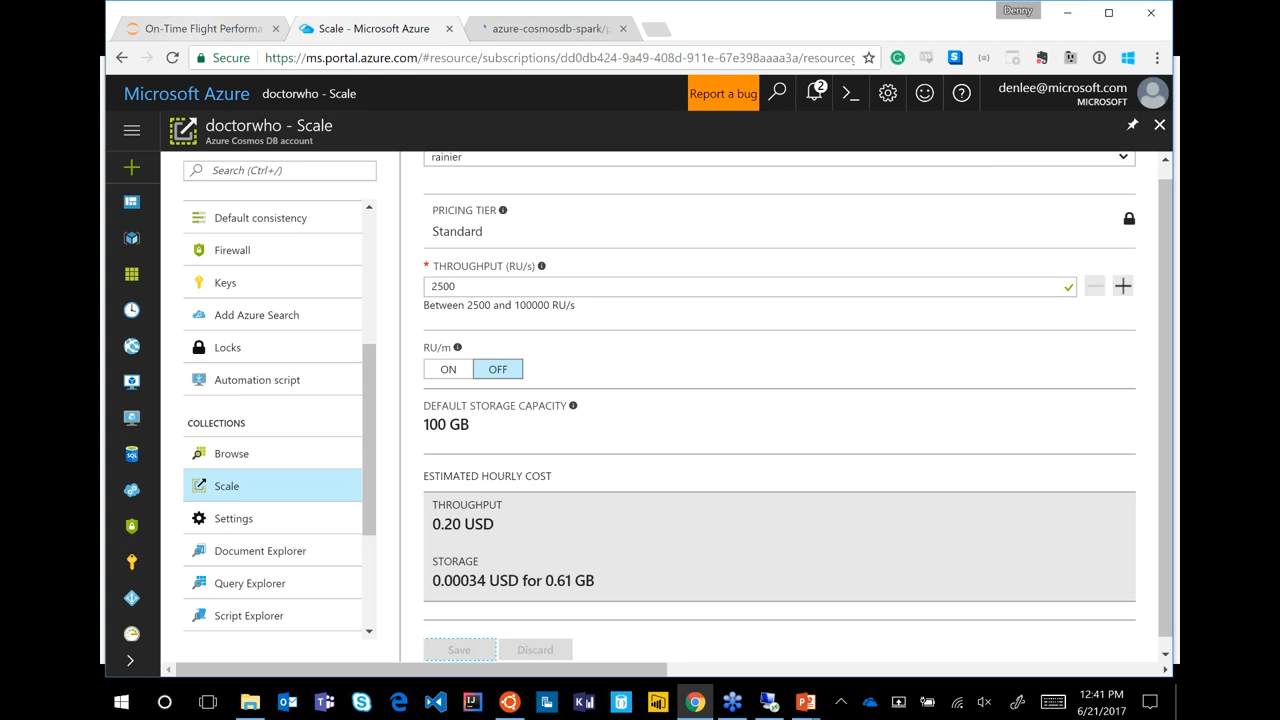 Denny
On-Time Flight Performa
Scale - Microsoft Azure
azure-cosmosdb-spark/p
Secure
https://ms.portal.azure.com/#resource/subscriptions/dd0db424-9a49-408d-911e-67e398aaaa3a/resourceg
Microsoft Azure
doctorwho - Scale
Report a bug
2
denlee@microsoft.com
MICROSOFT
doctorwho - Scale
Azure Cosmos DB account
Search (Ctrl+/)
Default consistency
Firewall
Keys
Add Azure Search
Locks
Automation script
COLLECTIONS
Browse
Scale
Settings
Document Explorer
Query Explorer
Script Explorer
rainier
PRICING TIER
Standard
* THROUGHPUT (RU/s)
2500
Between 2500 and 100000 RU/s
RU/m
ON OFF
DEFAULT STORAGE CAPACITY
100 GB
ESTIMATED HOURLY COST
THROUGHPUT
0.20 USD
STORAGE
0.00034 USD for 0.61 GB
Save Discard
12:41 PM
6/21/2017